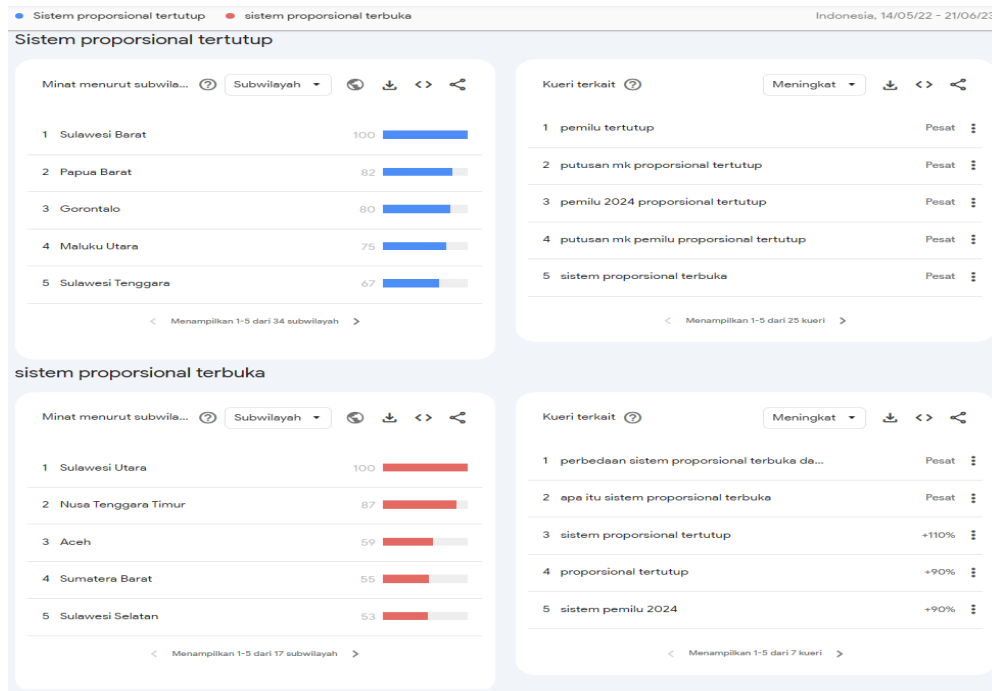 Sistem proporsional tertutup sistem proporsional terbuka Indonesia, 14/05/22 - 21/06/23
Sistem proporsional tertutup
Minat menurut subwila... Subwilayah
1 Sulawesi Barat 100
2 Papua Barat 82
3 Gorontalo 80
4 Maluku Utara 75
5 Sulawesi Tenggara 67
Menampilkan 1-5 dari 34 subwilayah
Kueri terkait Meningkat
1 pemilu tertutup Pesat
2 putusan mk proporsional tertutup Pesat
3 pemilu 2024 proporsional tertutup Pesat
4 putusan mk pemilu proporsional tertutup Pesat
5 sistem proporsional terbuka Pesat
Menampilkan 1-5 dari 25 kueri
sistem proporsional terbuka
Minat menurut subwila... Subwilayah
1 Sulawesi Utara 100
2 Nusa Tenggara Timur 87
3 Aceh 59
4 Sumatera Barat 55
5 Sulawesi Selatan 53
Menampilkan 1-5 dari 17 subwilayah
Kueri terkait Meningkat
1 perbedaan sistem proporsional terbuka da... Pesat
2 apa itu sistem proporsional terbuka Pesat
3 sistem proporsional tertutup +110%
4 proporsional tertutup +90%
5 sistem pemilu 2024 +90%
Menampilkan 1-5 dari 7 kueri